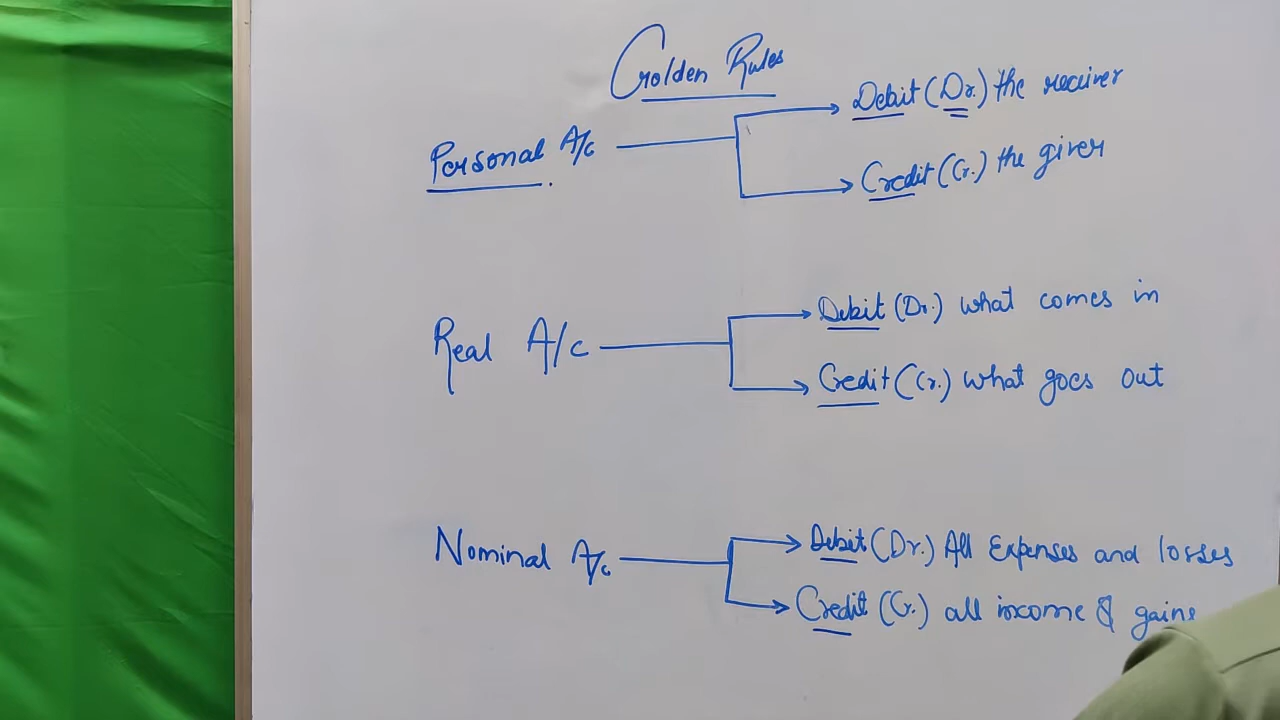 Golden Rules
Personal A/c
Debit (Dr.) the reciver
Credit (Cr.) the giver
Real A/c
Debit (Dr.) what comes in
Credit (Cr.) what goes out
Nominal A/c
Debit (Dr.) All Expenses and losses
Credit (Cr.) all income & gains